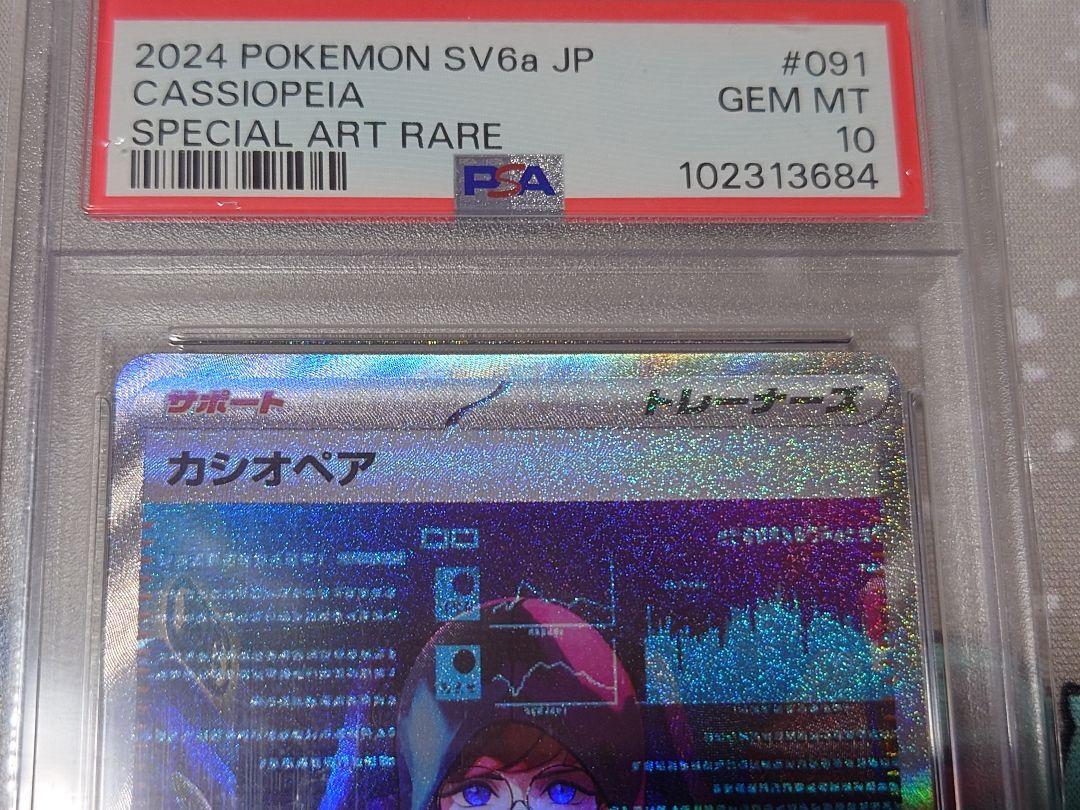 2024 POKEMON SV6a JP #091
CASSIOPEIA GEM MT
SPECIAL ART RARE 10
PSA 102313684
サポート トレーナーズ
カシオペア